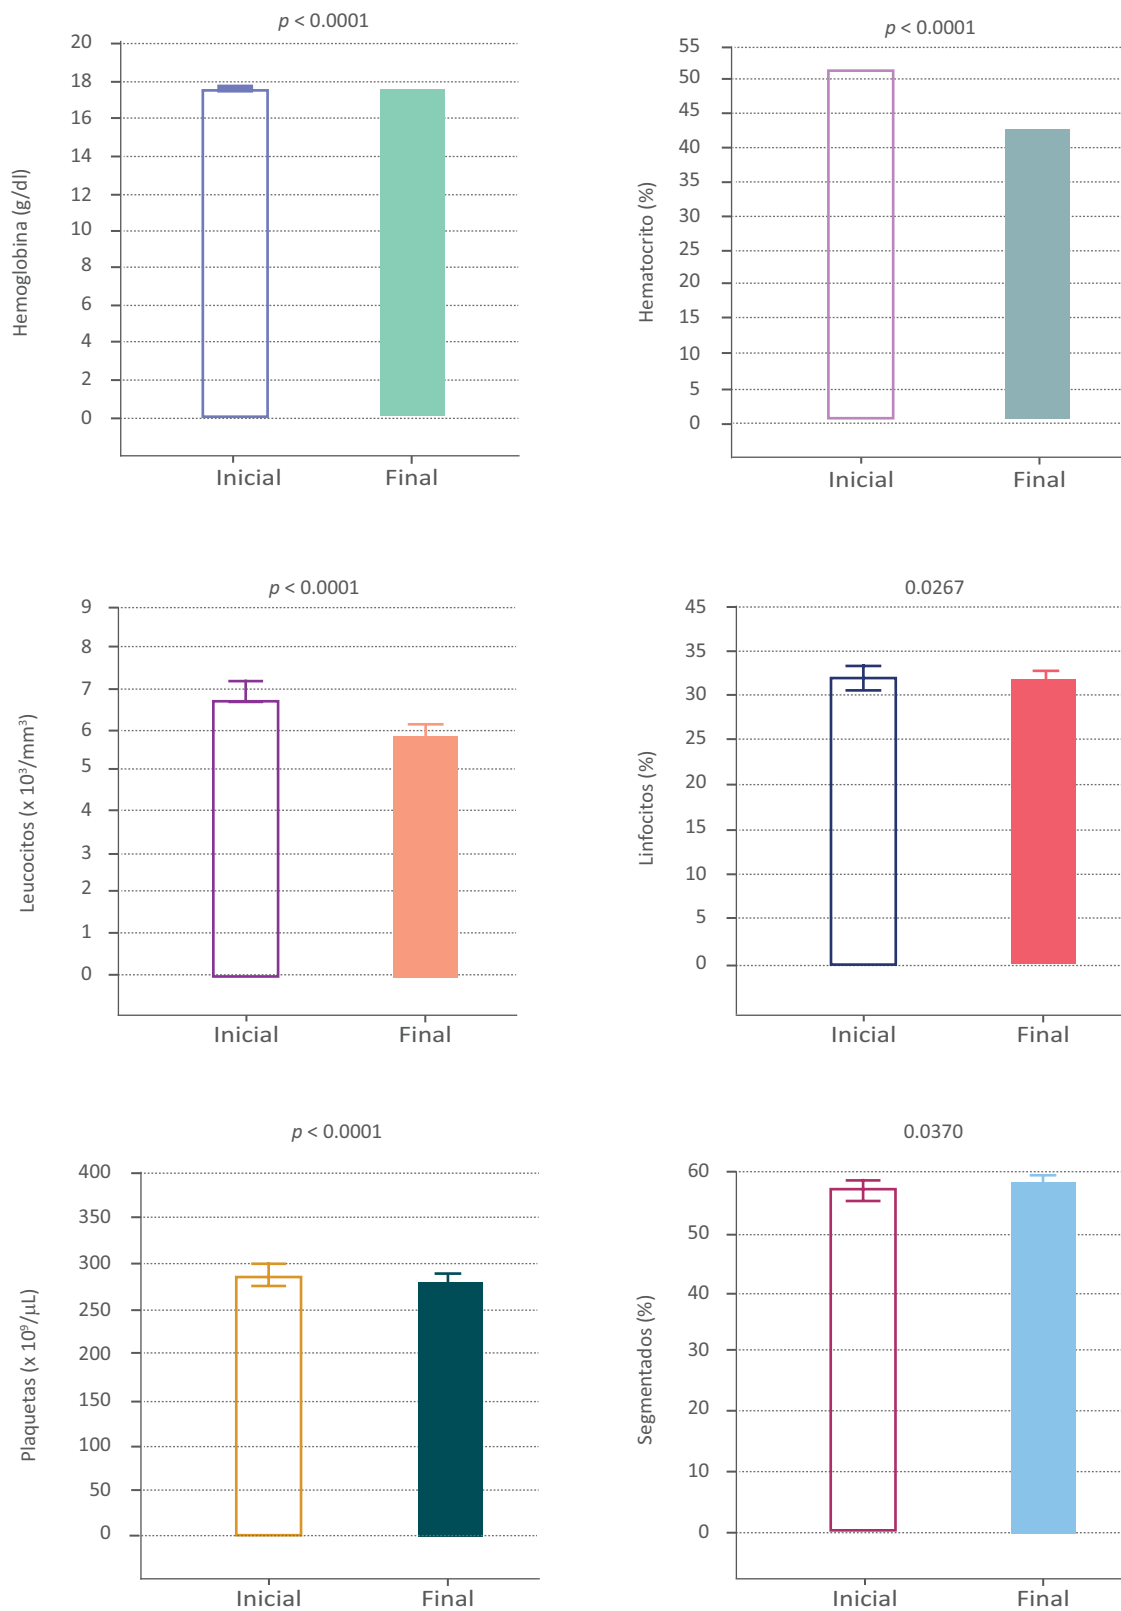 p < 0.0001
Hemoglobina (g/dl)
20
18
16
14
12
10
8
6
4
2
0
Inicial
Final
p < 0.0001
Hematocrito (%)
55
50
45
40
35
30
25
20
15
10
5
0
Inicial
Final
p < 0.0001
Leucocitos (x 10³/mm³)
9
8
7
6
5
4
3
2
1
0
Inicial
Final
0.0267
Linfocitos (%)
45
35
33
32
25
20
15
10
5
0
Inicial
Final
p < 0.0001
Plaquetas (x 10⁹/µL)
400
350
300
250
200
150
100
50
0
Inicial
Final
0.0370
Segmentados (%)
60
50
40
30
20
10
0
Inicial
Final